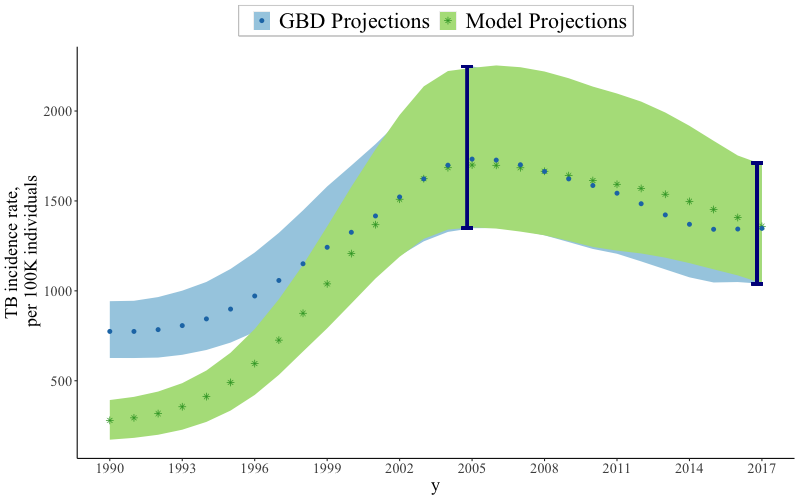 GBD Projections Model Projections
TB incidence rate,
per 100K individuals
2000
1500
1000
500
1990 1993 1996 1999 2002 2005 2008 2011 2014 2017
y